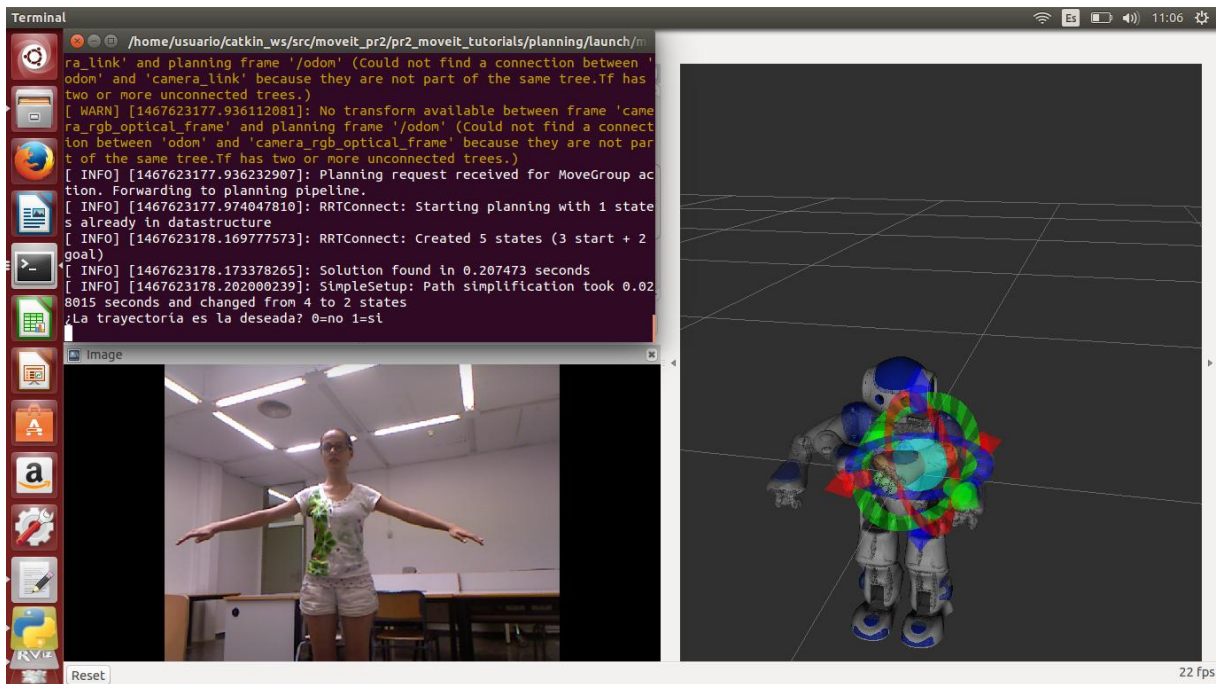 Terminal
Es
11:06
/home/usuario/catkin_ws/src/moveit_pr2/pr2_moveit_tutorials/planning/launch/m
ra_link' and planning frame '/odom' (Could not find a connection between '
odom' and 'camera_link' because they are not part of the same tree.Tf has
two or more unconnected trees.)
[ WARN] [1467623177.936112081]: No transform available between frame 'came
ra_rgb_optical_frame' and planning frame '/odom' (Could not find a connect
ion between 'odom' and 'camera_rgb_optical_frame' because they are not par
t of the same tree.Tf has two or more unconnected trees.)
[ INFO] [1467623177.936232907]: Planning request received for MoveGroup ac
tion. Forwarding to planning pipeline.
[ INFO] [1467623177.974047810]: RRTConnect: Starting planning with 1 state
s already in datastructure
[ INFO] [1467623178.169777573]: RRTConnect: Created 5 states (3 start + 2
goal)
[ INFO] [1467623178.173378265]: Solution found in 0.207473 seconds
[ INFO] [1467623178.202000239]: SimpleSetup: Path simplification took 0.02
8015 seconds and changed from 4 to 2 states
¿La trayectoria es la deseada? 0=no 1=si
Image
a
RViz
Reset
22 fps